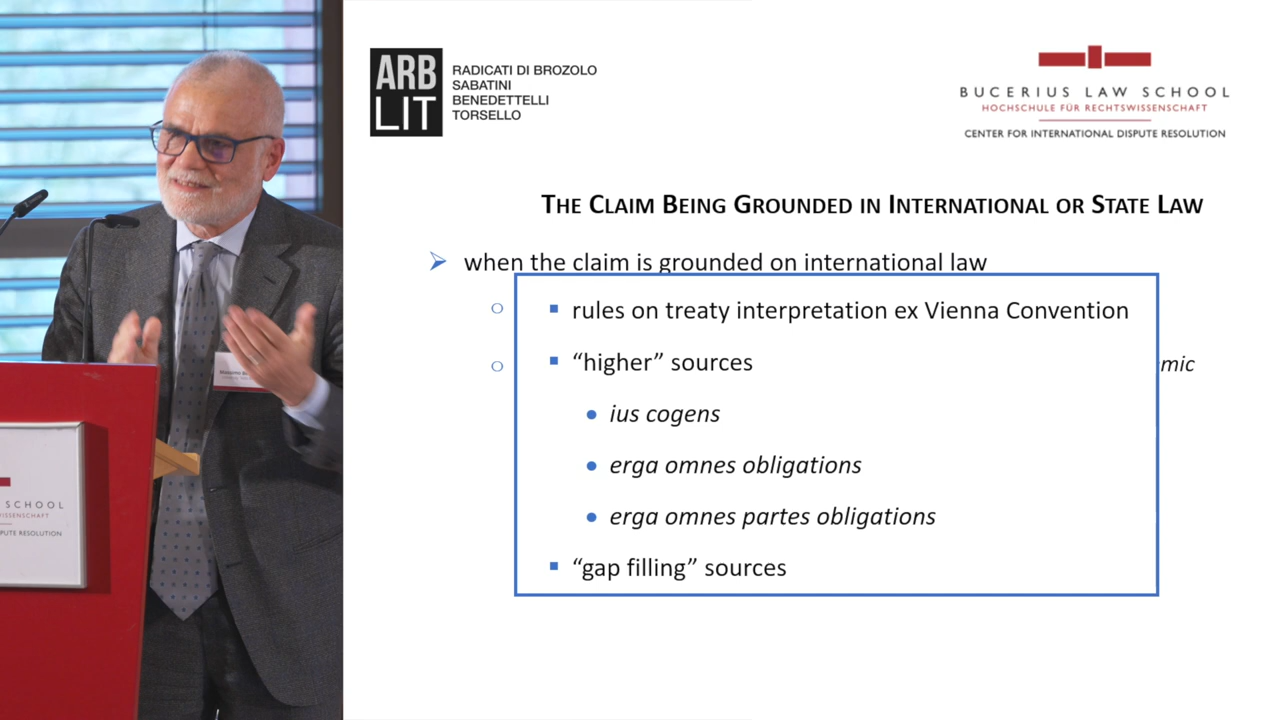 ARB
LIT
RADICATI DI BROZOLO
SABATINI
BENEDETTELLI
TORSELLO
BUCERIUS LAW SCHOOL
HOCHSCHULE FÜR RECHTSWISSENSCHAFT
CENTER FOR INTERNATIONAL DISPUTE RESOLUTION
THE CLAIM BEING GROUNDED IN INTERNATIONAL OR STATE LAW
when the claim is grounded on international law
rules on treaty interpretation ex Vienna Convention
“higher” sources
mic
ius cogens
erga omnes obligations
erga omnes partes obligations
“gap filling” sources
SCHOOL
WISSENSCHAFT
PUTE RESOLUTION